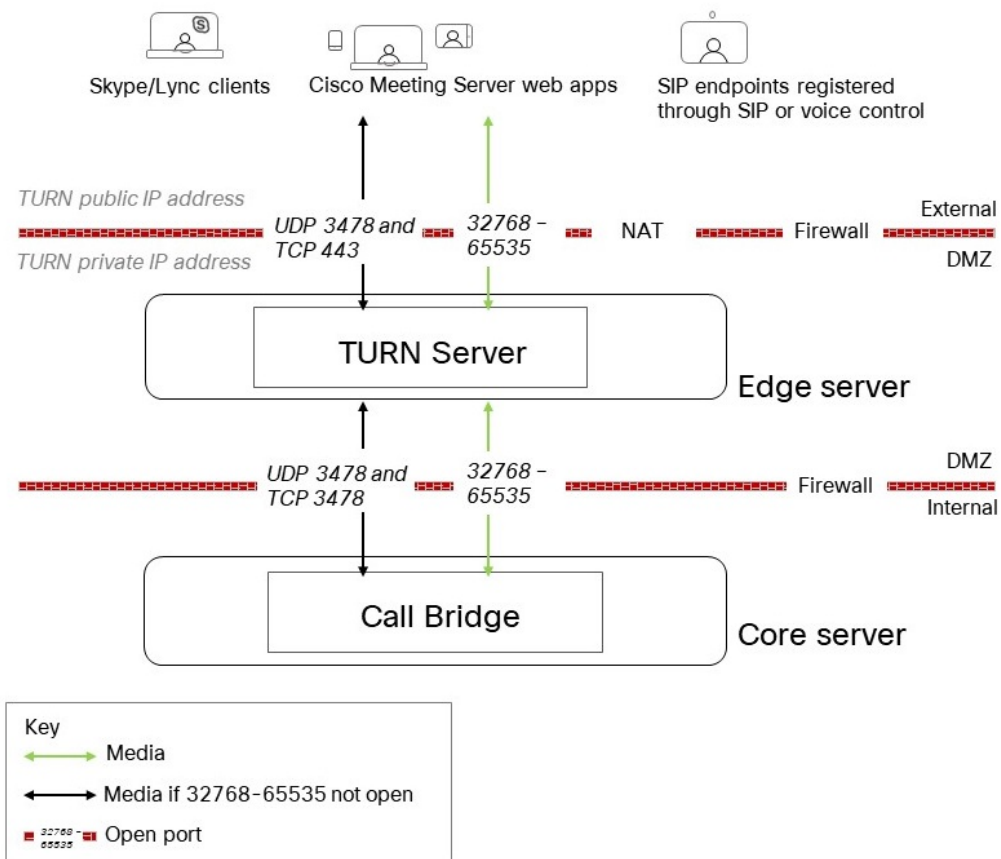 S
Skype/Lync clients
Cisco Meeting Server web apps
SIP endpoints registered
through SIP or voice control
TURN public IP address
External
UDP 3478 and
TCP 443
32768 –
65535
NAT
Firewall
TURN private IP address
DMZ
TURN Server
Edge server
DMZ
UDP 3478 and
TCP 3478
32768 –
65535
Firewall
Internal
Call Bridge
Core server
Key
Media
Media if 32768-65535 not open
32768 –
65535
Open port